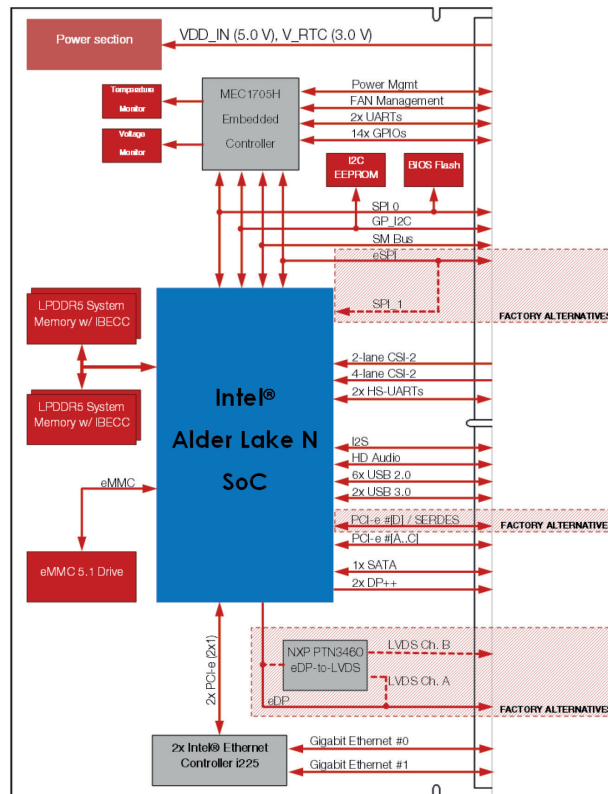 Power section
VDD_IN (5.0 V), V_RTC (3.0 V)
Temperature
Monitor
Voltage
Monitor
MEC1705H
Embedded
Controller
Power Mgmt
FAN Management
2x UARTs
14x GPIOs
I2C
EEPROM
BIOS Flash
SPI 0
GP_I2C
SM Bus
eSPI
SPI_1
FACTORY ALTERNATIVES
LPDDR5 System
Memory w/ IBECC
LPDDR5 System
Memory w/ IBECC
Intel®
Alder Lake N
SoC
2-lane CSI-2
4-lane CSI-2
2x HS-UARTs
I2S
HD Audio
6x USB 2.0
2x USB 3.0
PCI-e #[D] / SERDES
FACTORY ALTERNATIVES
PCI-e #[A..C]
1x SATA
2x DP++
eMMC
eMMC 5.1 Drive
2x PCI-e (2x1)
NXP PTN3460
eDP-to-LVDS
LVDS Ch. B
LVDS Ch. A
eDP
FACTORY ALTERNATIVES
2x Intel® Ethernet
Controller i225
Gigabit Ethernet #0
Gigabit Ethernet #1